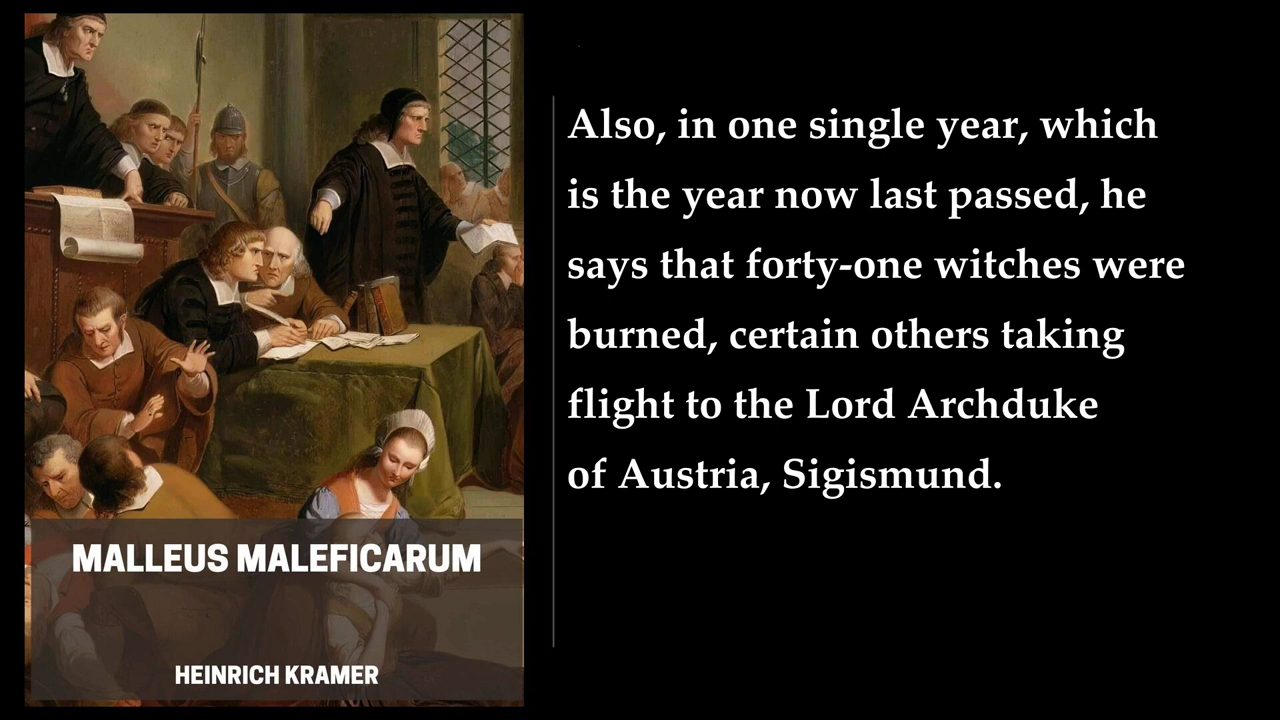 MALLEUS MALEFICARUM
HEINRICH KRAMER
Also, in one single year, which
is the year now last passed, he
says that forty-one witches were
burned, certain others taking
flight to the Lord Archduke
of Austria, Sigismund.